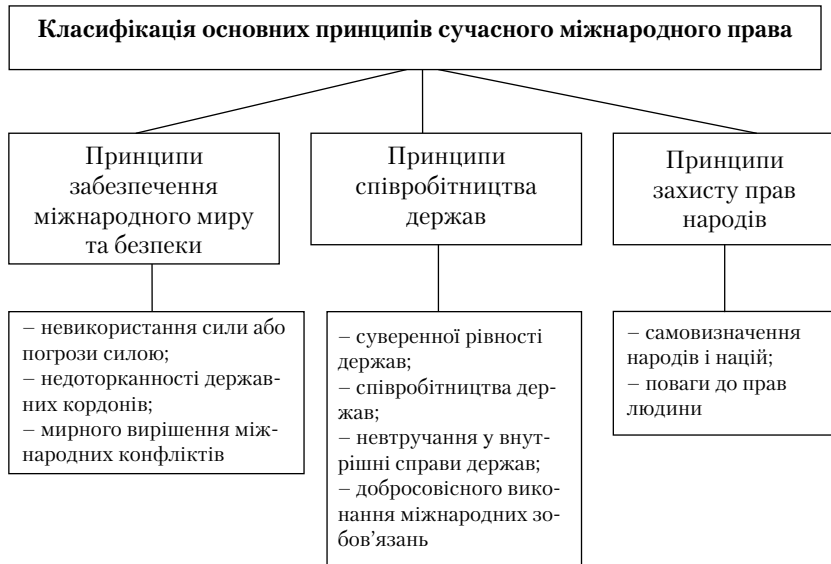 Класифікація основних принципів сучасного міжнародного права
Принципи
забезпечення
міжнародного миру
та безпеки
Принципи
співробітництва
держав
Принципи
захисту прав
народів
– невикористання сили або
погрози силою;
– недоторканності держав-
них кордонів;
– мирного вирішення між-
народних конфліктів
– суверенної рівності
держав;
– співробітництва дер-
жав;
– невтручання у внут-
рішні справи держав;
– добросовісного вико-
нання міжнародних зо-
бов’язань
– самовизначення
народів і націй;
– поваги до прав
людини